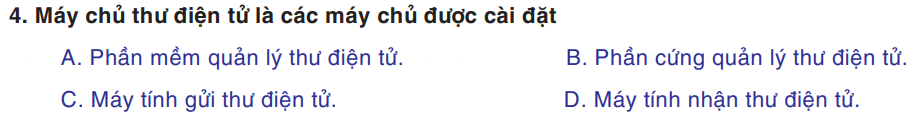 4. Máy chủ thư điện tử là các máy chủ được cài đặt
A. Phần mềm quản lý thư điện tử. B. Phần cứng quản lý thư điện tử.
C. Máy tính gửi thư điện tử. D. Máy tính nhận thư điện tử.